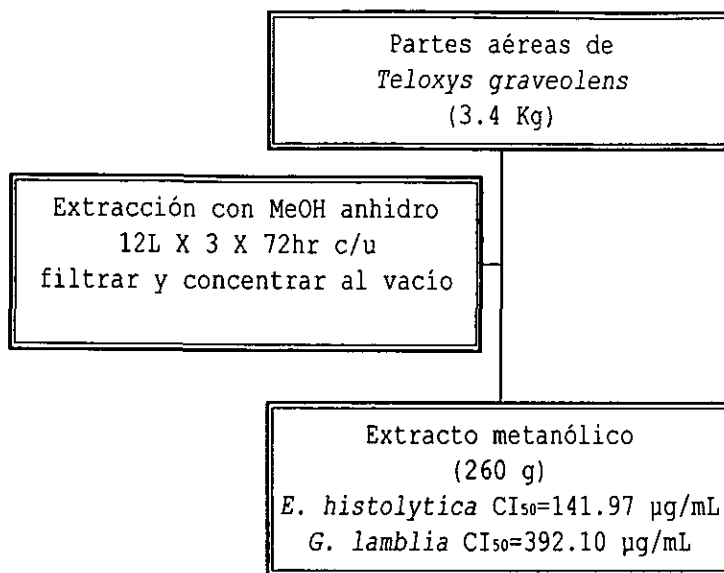 Partes aéreas de
Teloxys graveolens
(3.4 Kg)
Extracción con MeOH anhidro
12L X 3 X 72hr c/u
filtrar y concentrar al vacío
Extracto metanólico
(260 g)
E. histolytica CI₅₀=141.97 µg/mL
G. lamblia CI₅₀=392.10 µg/mL